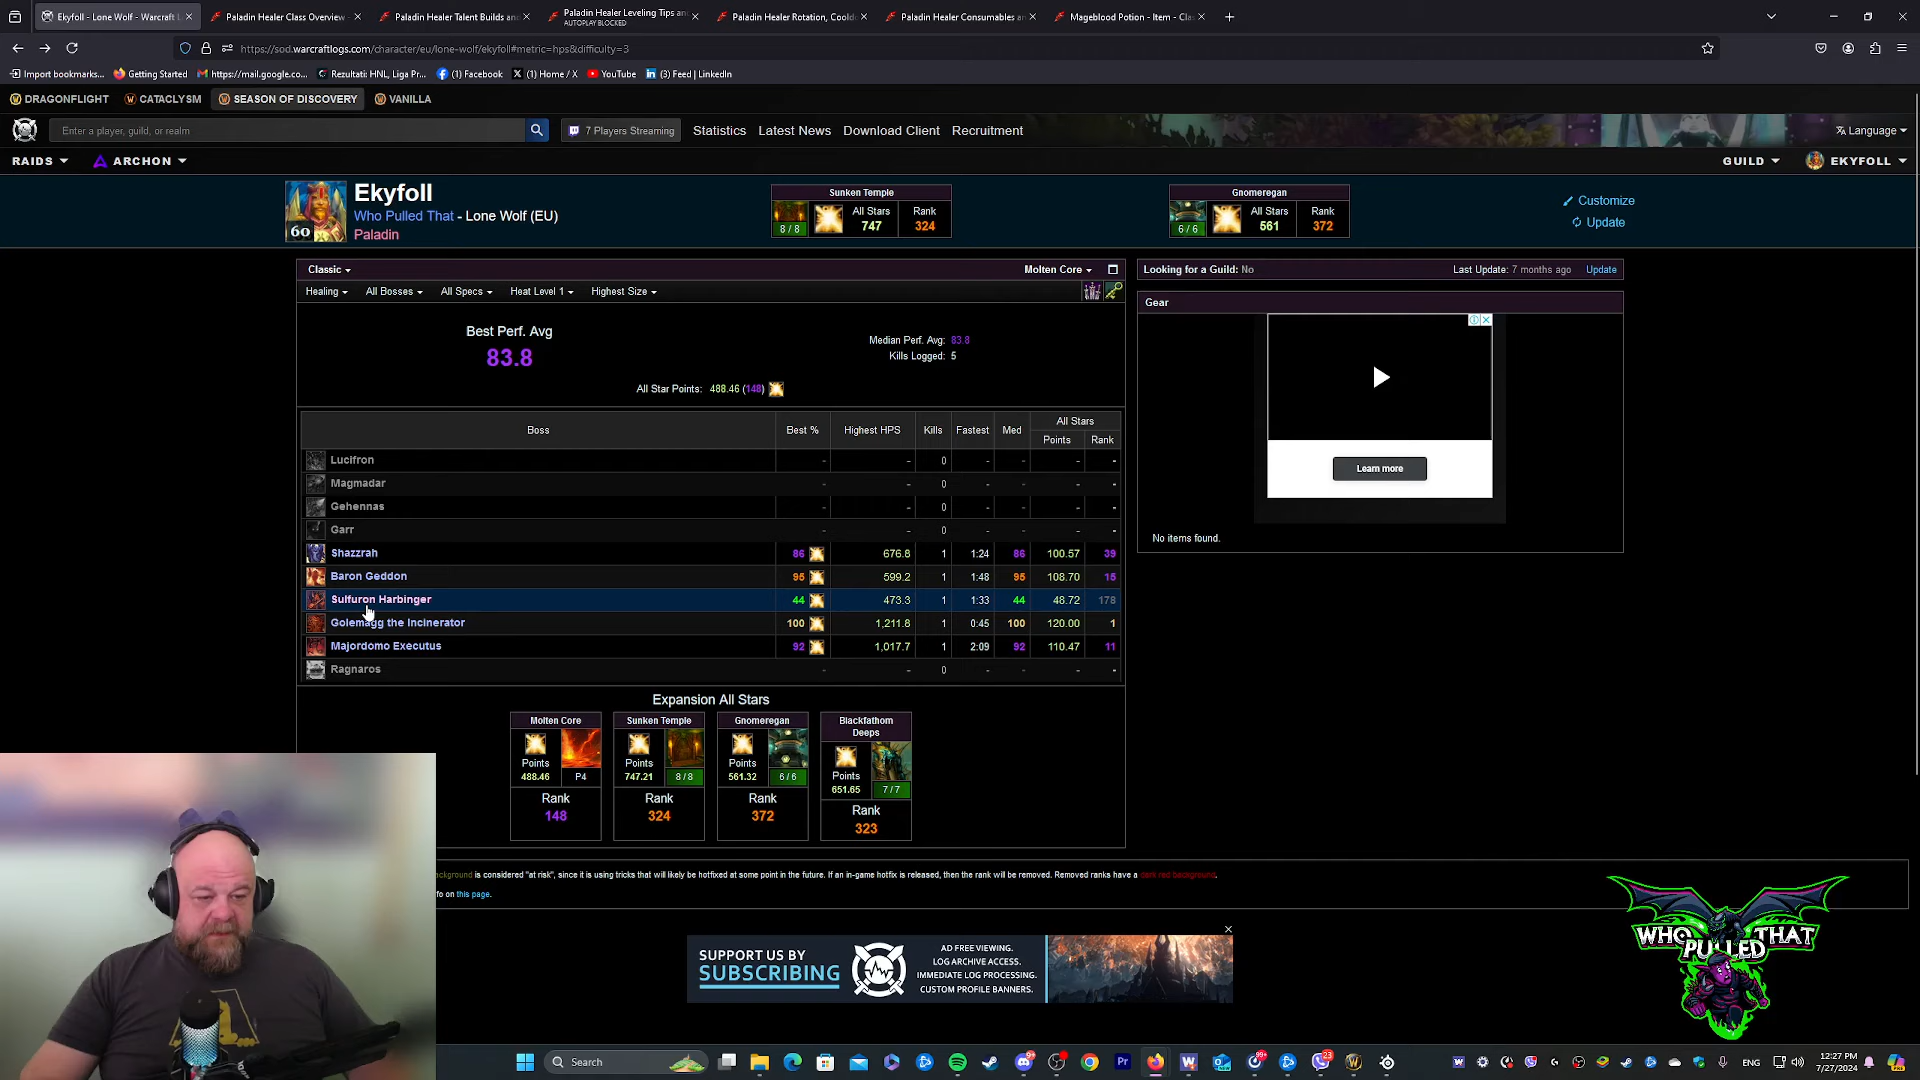 Ekyfoll - Lone Wolf - Warcraft L
Paladin Healer Class Overview -
Paladin Healer Talent Builds and
Paladin Healer Leveling Tips and
AUTOPLAY BLOCKED
Paladin Healer Rotation, Cooldo
Paladin Healer Consumables an
Mageblood Potion - Item - Clas
https://sod.warcraftlogs.com/character/eu/lone-wolf/ekyfoll#metric=hps&difficulty=3
Import bookmarks...
Getting Started
https://mail.google.co...
Rezultati: HNL, Liga Pr...
(1) Facebook
(1) Home / X
YouTube
(3) Feed | LinkedIn
DRAGONFLIGHT
CATACLYSM
SEASON OF DISCOVERY
VANILLA
Enter a player, guild, or realm
7 Players Streaming
Statistics
Latest News
Download Client
Recruitment
Language
RAIDS
ARCHON
GUILD
EKYFOLL
60
Ekyfoll
Who Pulled That - Lone Wolf (EU)
Paladin
Sunken Temple
8 / 8
All Stars
747
Rank
324
Gnomeregan
6 / 6
All Stars
561
Rank
372
Customize
Update
Classic
Molten Core
Healing
All Bosses
All Specs
Heat Level 1
Highest Size
Best Perf. Avg
83.8
Median Perf. Avg: 83.8
Kills Logged: 5
All Star Points: 488.46 (148)
Boss Best % Highest HPS Kills Fastest Med All Stars
Points Rank
Lucifron - - 0 - - - -
Magmadar - - 0 - - - -
Gehennas - - 0 - - - -
Garr - - 0 - - - -
Shazzrah 86 676.8 1 1:24 86 100.57 39
Baron Geddon 95 599.2 1 1:48 95 108.70 15
Sulfuron Harbinger 44 473.3 1 1:33 44 48.72 178
Golemagg the Incinerator 100 1,211.8 1 0:45 100 120.00 1
Majordomo Executus 92 1,017.7 1 2:09 92 110.47 11
Ragnaros - - 0 - - - -
Expansion All Stars
Molten Core
Points
488.46
P4
Rank
148
Sunken Temple
Points
747.21
8 / 8
Rank
324
Gnomeregan
Points
561.32
6 / 6
Rank
372
Blackfathom
Deeps
Points
651.65
7 / 7
Rank
323
Looking for a Guild: No
Last Update: 7 months ago
Update
Gear
Learn more
No items found.
ackground is considered "at risk", since it is using tricks that will likely be hotfixed at some point in the future. If an in-game hotfix is released, then the rank will be removed. Removed ranks have a dark red background.
fo on this page.
SUPPORT US BY
SUBSCRIBING
AD FREE VIEWING.
LOG ARCHIVE ACCESS.
IMMEDIATE LOG PROCESSING.
CUSTOM PROFILE BANNERS.
WHO PULLED THAT
Search
99+
23
ENG
12:27 PM
7/27/2024